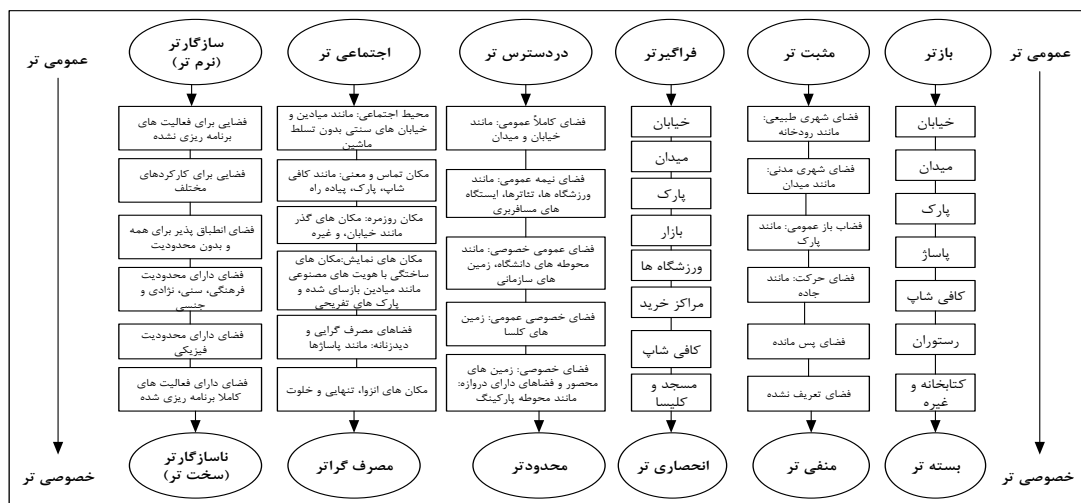 عمومی تر
بازتر
خیابان
میدان
پارک
پاساژ
کافی شاپ
رستوران
کتابخانه و
غیره
بسته تر
خصوصی تر
مثبت تر
فضای شهری طبیعی:
مانند رودخانه
فضای شهری مدنی:
مانند میدان
فضاب باز عمومی: مانند
پارک
فضای حرکت: مانند
جاده
فضای پس مانده
فضای تعریف نشده
منفی تر
فراگیرتر
خیابان
میدان
پارک
بازار
ورزشگاه ها
مراکز خرید
کافی شاپ
مسجد و
کلیسا
انحصاری تر
دردسترس تر
فضای کاملاً عمومی: مانند
خیابان و میدان
فضای نیمه عمومی: مانند
ورزشگاه ها، تئاترها، ایستگاه
های مسافربری
فضای عمومی خصوصی: مانند
محوطه های دانشگاه، زمین
های سازمانی
فضای خصوصی عمومی: زمین
های کلسا
فضای خصوصی: زمین های
محصور و فضاهای دارای دروازه:
مانند محوطه پارکینگ
محدودتر
اجتماعی تر
محیط اجتماعی: مانند میادین و
خیابان های سنتی بدون تسلط
ماشین
مکان تماس و معنی: مانند کافی
شاپ، پارک، پیاده راه
مکان روزمره: مکان های گذر
مانند خیابان، و غیره
مکان های نمایش:مکان های
ساختگی با هویت های مصنوعی
مانند میادین بازسای شده و
پارک های تفریحی
فضاهای مصرف گرایی و
دیدزنانه: مانند پاساژها
مکان های انزوا، تنهایی و خلوت
مصرف گراتر
سازگارتر
(نرم تر)
فضایی برای فعالیت های
برنامه ریزی نشده
فضایی برای کارکردهای
مختلف
فضای انطباق پذیر برای همه
و بدون محدودیت
فضای دارای محدودیت
فرهنگی، سنی، نژادی و
جنسی
فضای دارای محدودیت
فیزیکی
فضای دارای فعالیت های
کاملا برنامه ریزی شده
ناسازگارتر
(سخت تر)
عمومی تر
خصوصی تر